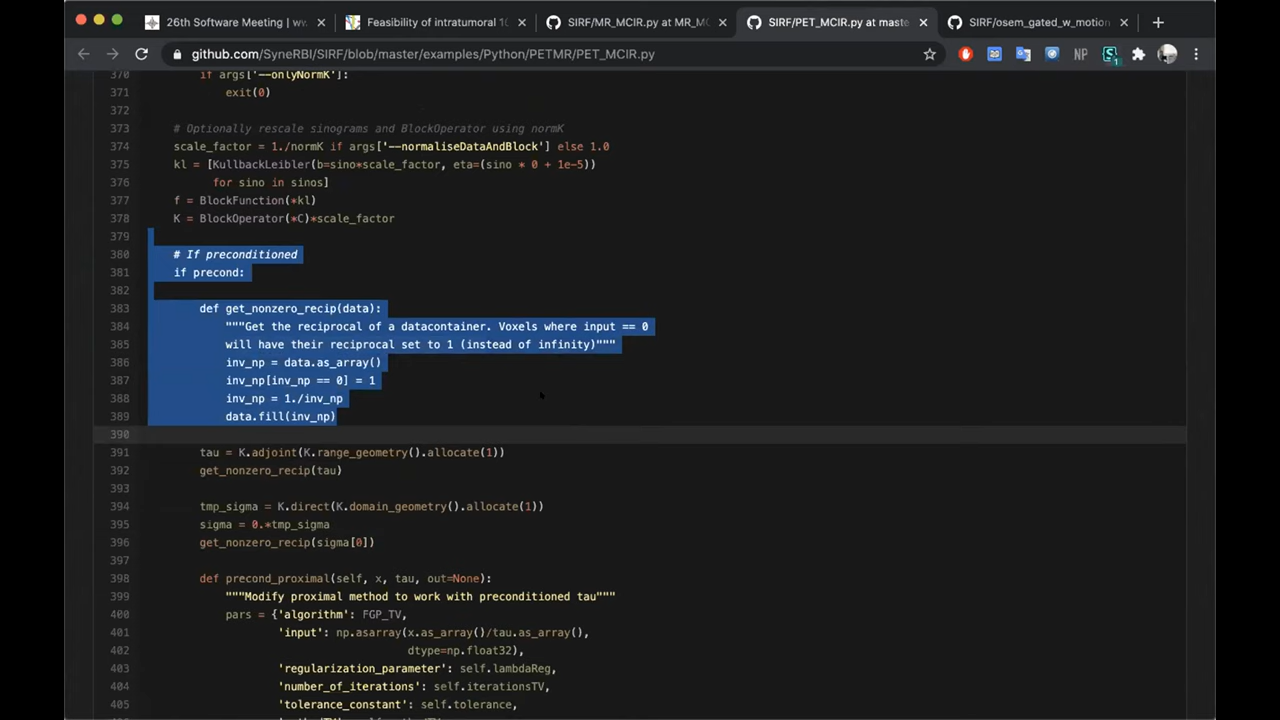 26th Software Meeting | ww
Feasibility of intratumoral 10
SIRF/MR_MCIR.py at MR_MC
SIRF/PET_MCIR.py at maste
SIRF/osem_gated_w_motion
github.com/SyneRBI/SIRF/blob/master/examples/Python/PETMR/PET_MCIR.py
NP
1
370 if args['--onlyNormK']:
371 exit(0)
372
373 # Optionally rescale sinograms and BlockOperator using normK
374 scale_factor = 1./normK if args['--normaliseDataAndBlock'] else 1.0
375 kl = [KullbackLeibler(b=sino*scale_factor, eta=(sino * 0 + 1e-5))
376 for sino in sinos]
377 f = BlockFunction(*kl)
378 K = BlockOperator(*C)*scale_factor
379
380 # If preconditioned
381 if precond:
382
383 def get_nonzero_recip(data):
384 """Get the reciprocal of a datacontainer. Voxels where input == 0
385 will have their reciprocal set to 1 (instead of infinity)"""
386 inv_np = data.as_array()
387 inv_np[inv_np == 0] = 1
388 inv_np = 1./inv_np
389 data.fill(inv_np)
390
391 tau = K.adjoint(K.range_geometry().allocate(1))
392 get_nonzero_recip(tau)
393
394 tmp_sigma = K.direct(K.domain_geometry().allocate(1))
395 sigma = 0.*tmp_sigma
396 get_nonzero_recip(sigma[0])
397
398 def precond_proximal(self, x, tau, out=None):
399 """Modify proximal method to work with preconditioned tau"""
400 pars = {'algorithm': FGP_TV,
401 'input': np.asarray(x.as_array()/tau.as_array(),
402 dtype=np.float32),
403 'regularization_parameter': self.lambdaReg,
404 'number_of_iterations': self.iterationsTV,
405 'tolerance_constant': self.tolerance,